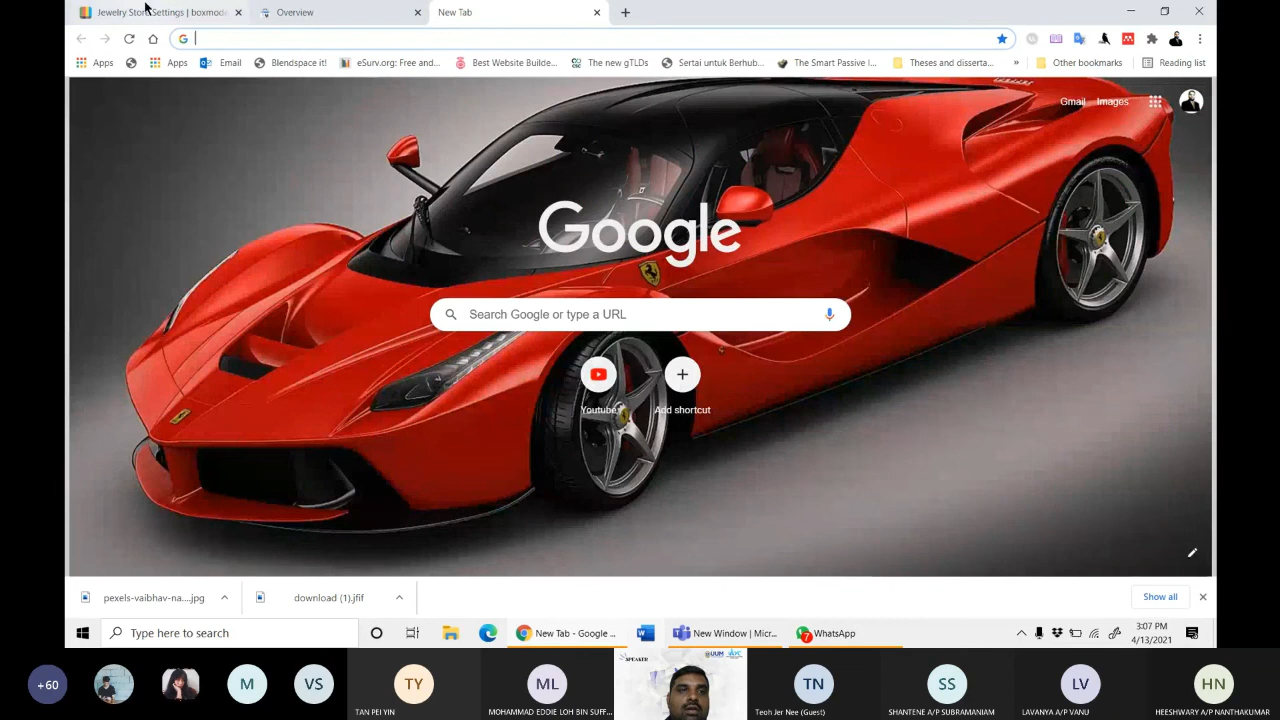 Jewelry Store Settings | boxmode
Overview
New Tab
Apps
Apps
Email
Blendspace it!
eSurv.org: Free and...
Best Website Builde...
The new gTLDs
Sertai untuk Berhub...
The Smart Passive I...
Theses and disserta...
»
Other bookmarks
Reading list
Gmail
Images
Google
Search Google or type a URL
Youtube
Add shortcut
pexels-vaibhav-na....jpg
download (1).jfif
Show all
Type here to search
New Tab - Google ...
New Window | Micr...
7
WhatsApp
3:07 PM
4/13/2021
+60
M
VS
TY
TAN PEI YIN
ML
MOHAMMAD EDDIE LOH BIN SUFF...
SPEAKER
UUM
TN
Teoh Jer Nee (Guest)
SS
SHANTENE A/P SUBRAMANIAM
LV
LAVANYA A/P VANU
HN
HEESHWARY A/P NANTHAKUMAR